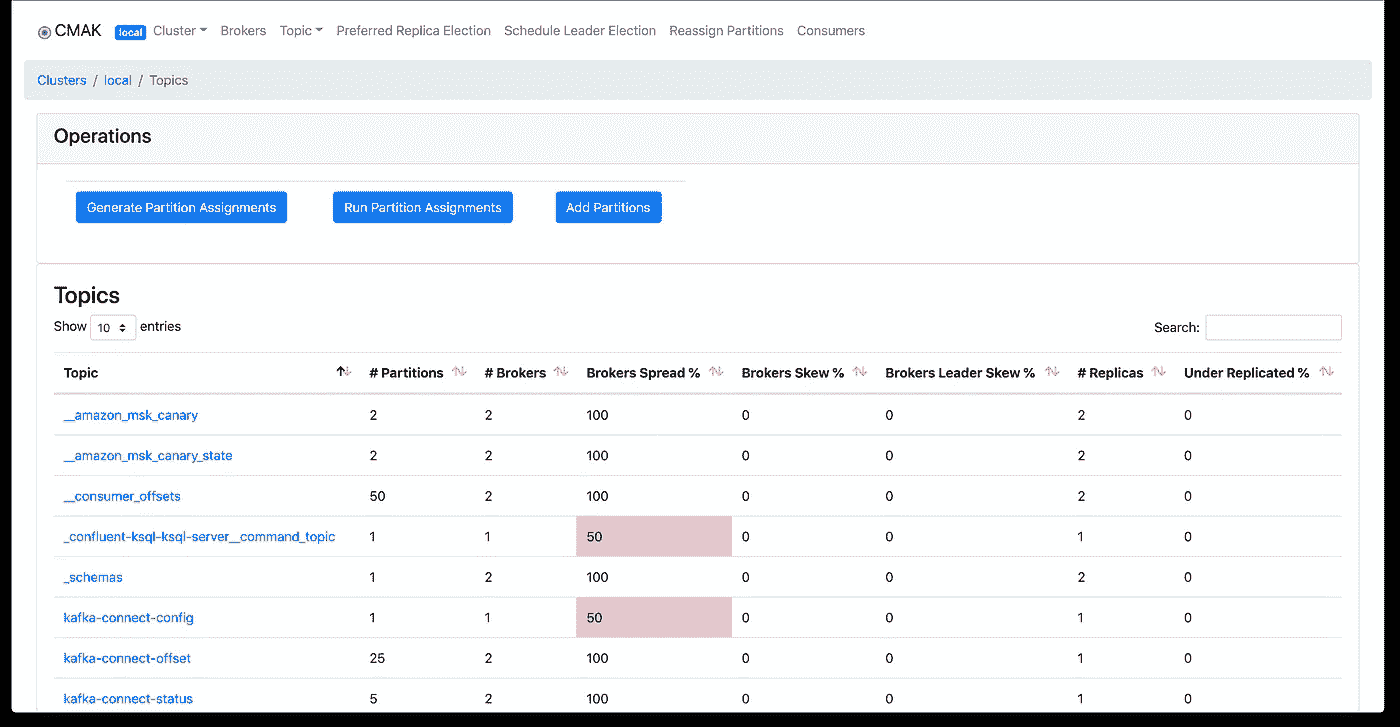 CMAK local Cluster Brokers Topic Preferred Replica Election Schedule Leader Election Reassign Partitions Consumers
Clusters / local / Topics
Operations
Generate Partition Assignments Run Partition Assignments Add Partitions
Topics
Show 10 entries Search:
Topic # Partitions # Brokers Brokers Spread % Brokers Skew % Brokers Leader Skew % # Replicas Under Replicated %
__amazon_msk_canary 2 2 100 0 0 2 0
__amazon_msk_canary_state 2 2 100 0 0 2 0
__consumer_offsets 50 2 100 0 0 2 0
_confluent-ksql-ksql-server__command_topic 1 1 50 0 0 1 0
_schemas 1 2 100 0 0 2 0
kafka-connect-config 1 1 50 0 0 1 0
kafka-connect-offset 25 2 100 0 0 1 0
kafka-connect-status 5 2 100 0 0 1 0